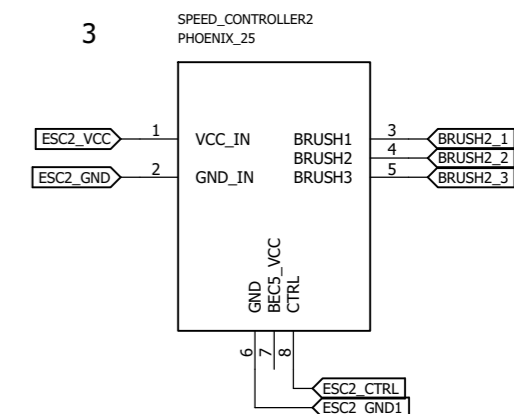 SPEED_CONTROLLER2
3
PHOENIX_25
ESC2_VCC 1 VCC_IN BRUSH1 3 BRUSH2_1
BRUSH2 4 BRUSH2_2
ESC2_GND 2 GND_IN BRUSH3 5 BRUSH2_3
GND
BEC5_VCC
CTRL
6
7
8
ESC2_CTRL
ESC2_GND1